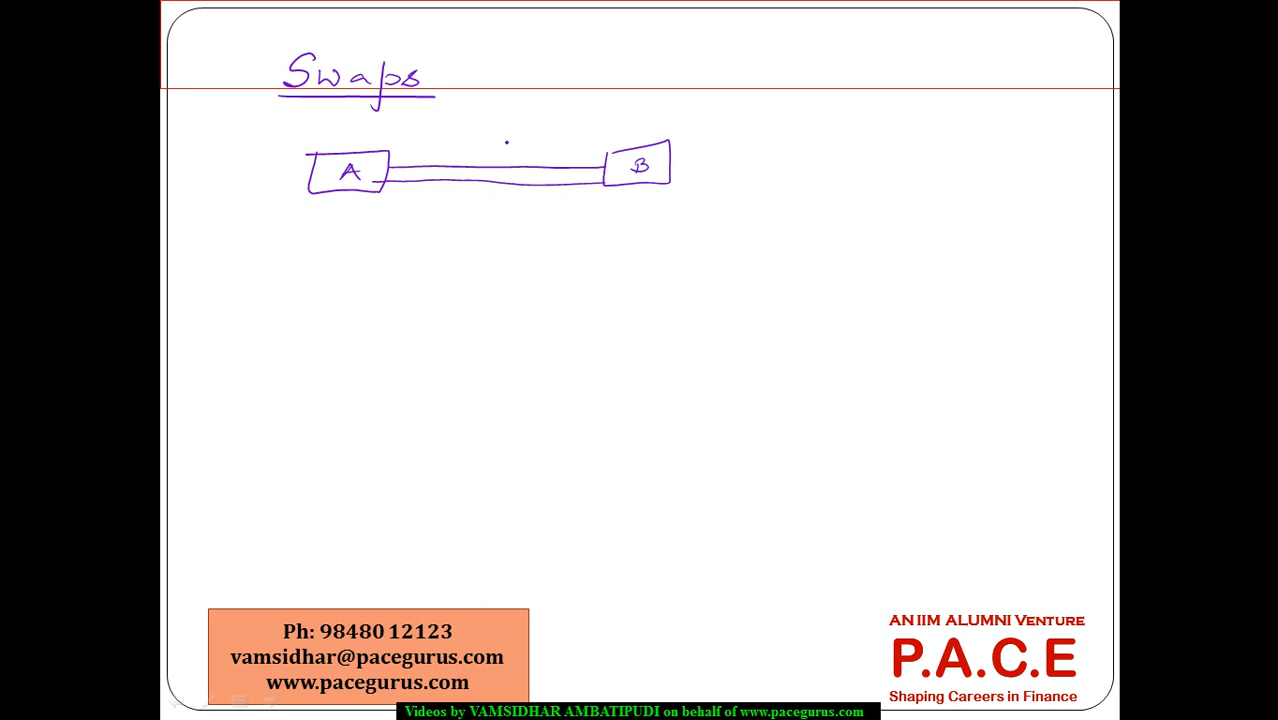 Swaps
A
B
Ph: 98480 12123
vamsidhar@pacegurus.com
www.pacegurus.com
AN IIM ALUMNI VENTURE
P.A.C.E
Shaping Careers in Finance
Videos by VAMSIDHAR AMBATIPUDI on behalf of www.pacegurus.com